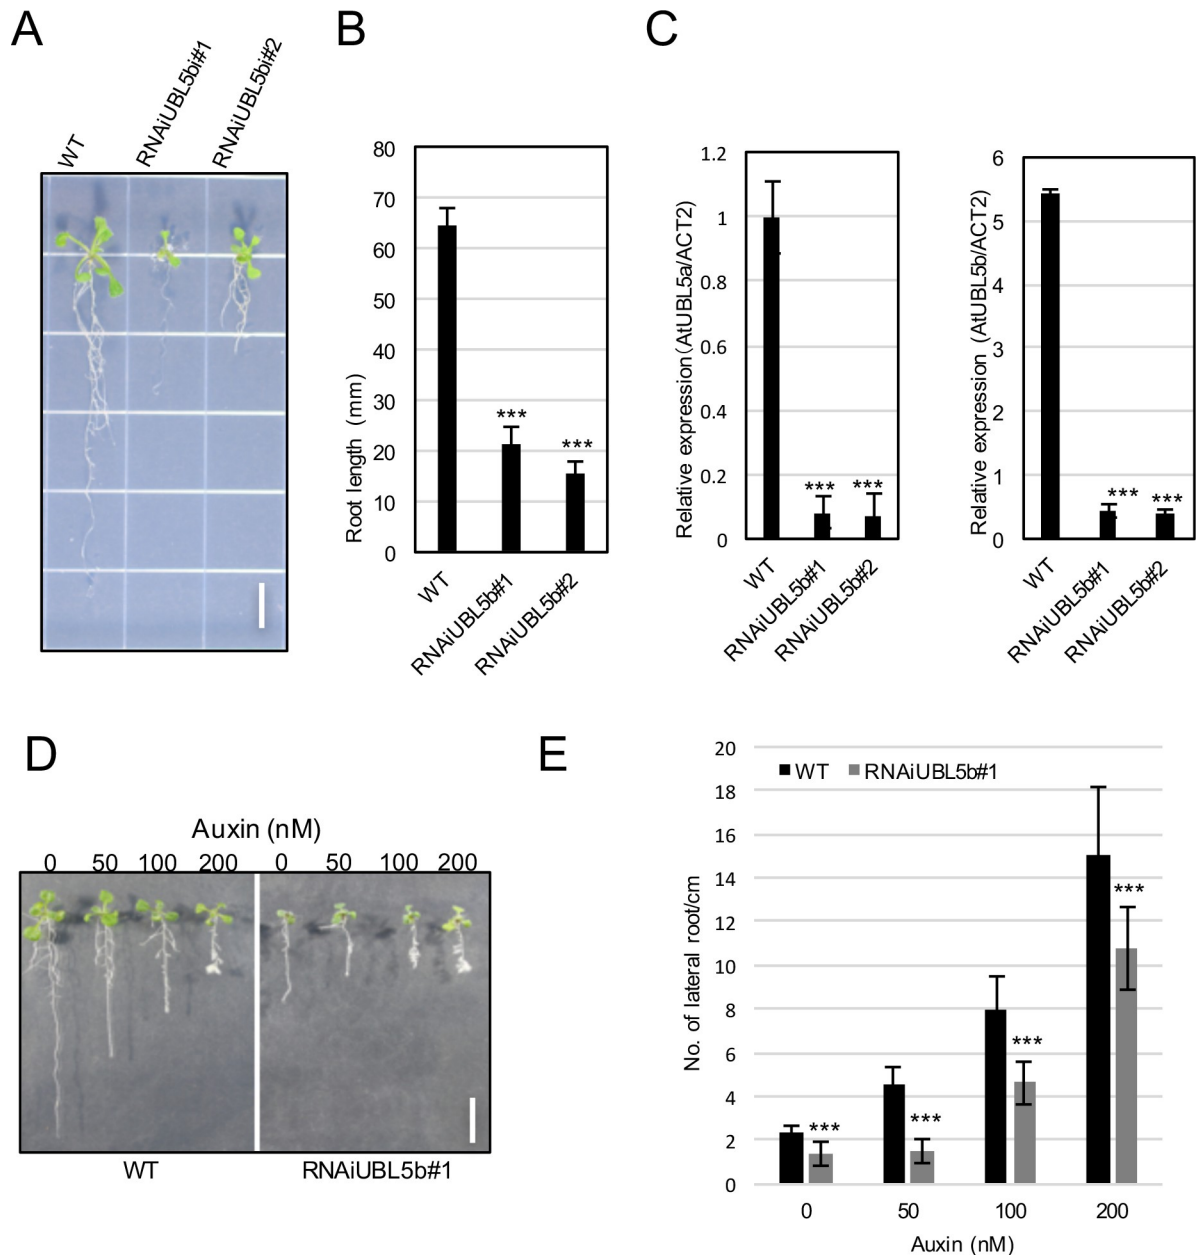 A
WT
RNAiUBL5bi#1
RNAiUBL5bi#2
B
80
70
60
50
40
30
20
10
0
Root length (mm)
***
***
WT
RNAiUBL5b#1
RNAiUBL5b#2
C
1.2
1
0.8
0.6
0.4
0.2
0
Relative expression(AtUBL5a/ACT2)
***
***
WT
RNAiUBL5b#1
RNAiUBL5b#2
6
5
4
3
2
1
0
Relative expression (AtUBL5b/ACT2)
***
***
WT
RNAiUBL5b#1
RNAiUBL5b#2
D
Auxin (nM)
0 50 100 200 0 50 100 200
WT
RNAiUBL5b#1
E
20
18
16
14
12
10
8
6
4
2
0
No. of lateral root/cm
WT RNAiUBL5b#1
***
***
***
***
0 50 100 200
Auxin (nM)